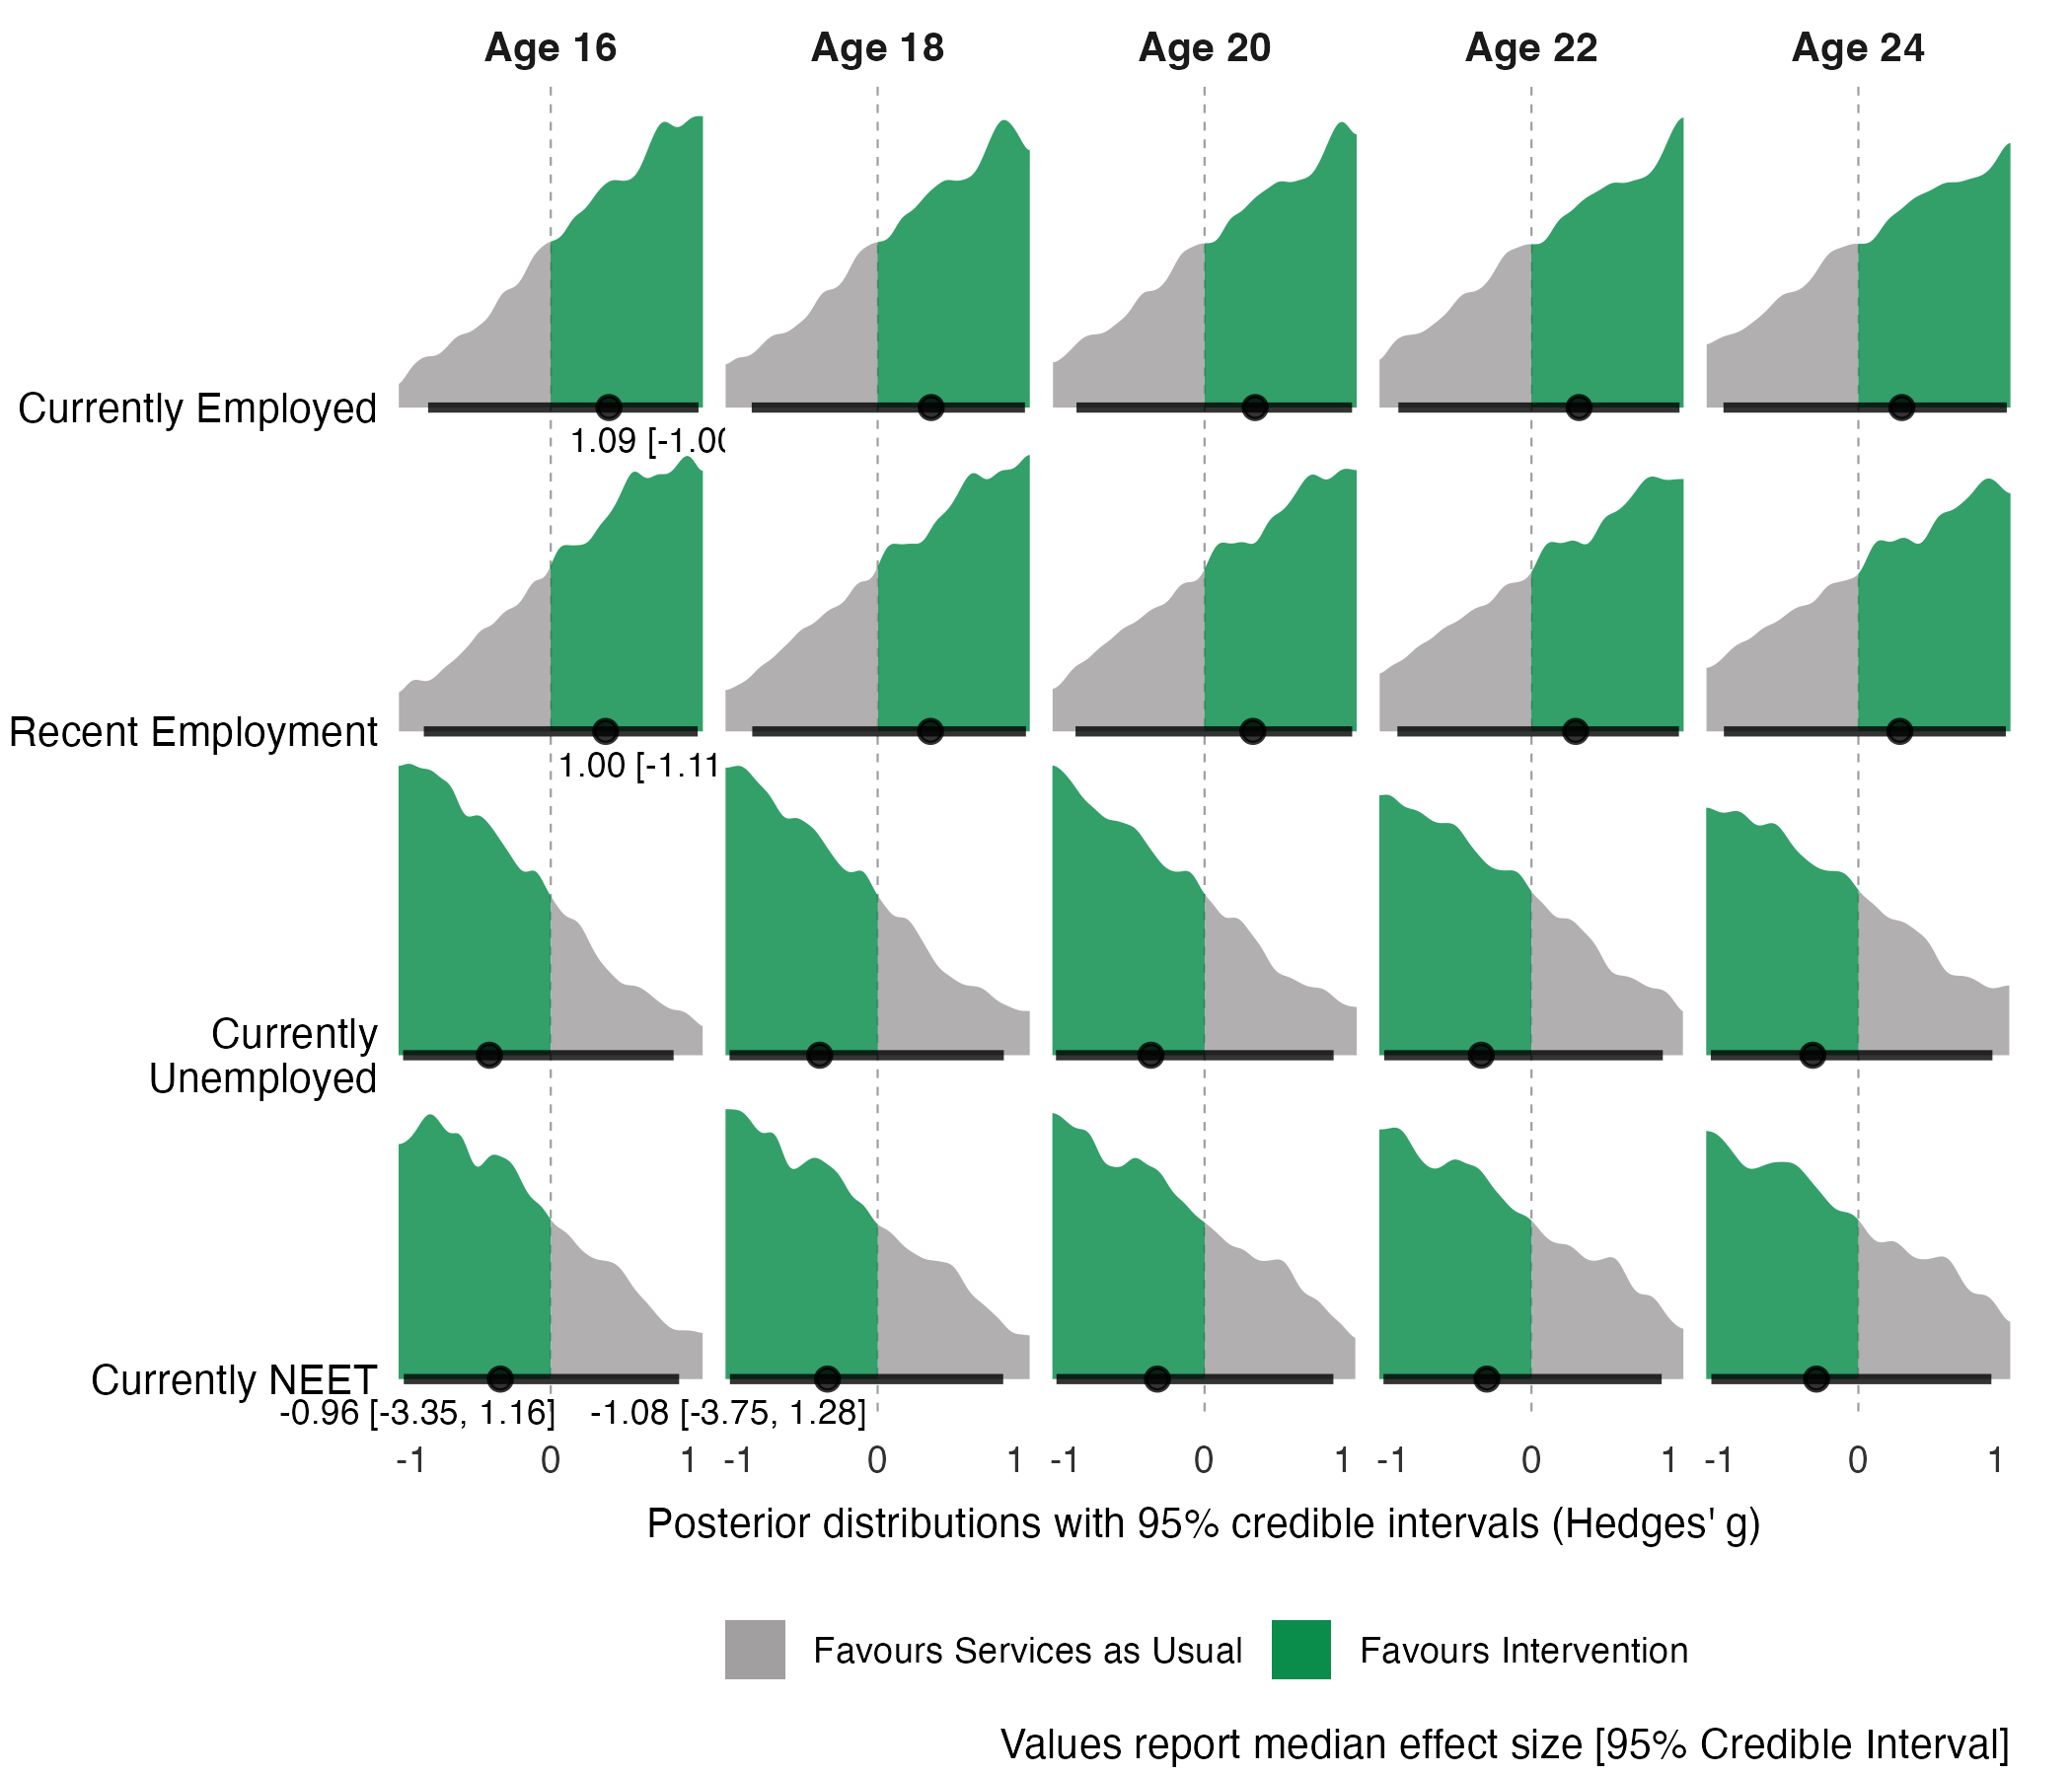 Age 16 Age 18 Age 20 Age 22 Age 24
Currently Employed
1.09 [-1.00
Recent Employment
1.00 [-1.11
Currently
Unemployed
Currently NEET
-0.96 [-3.35, 1.16] -1.08 [-3.75, 1.28]
-1 0 1 -1 0 1 -1 0 1 -1 0 1 -1 0 1
Posterior distributions with 95% credible intervals (Hedges' g)
Favours Services as Usual Favours Intervention
Values report median effect size [95% Credible Interval]